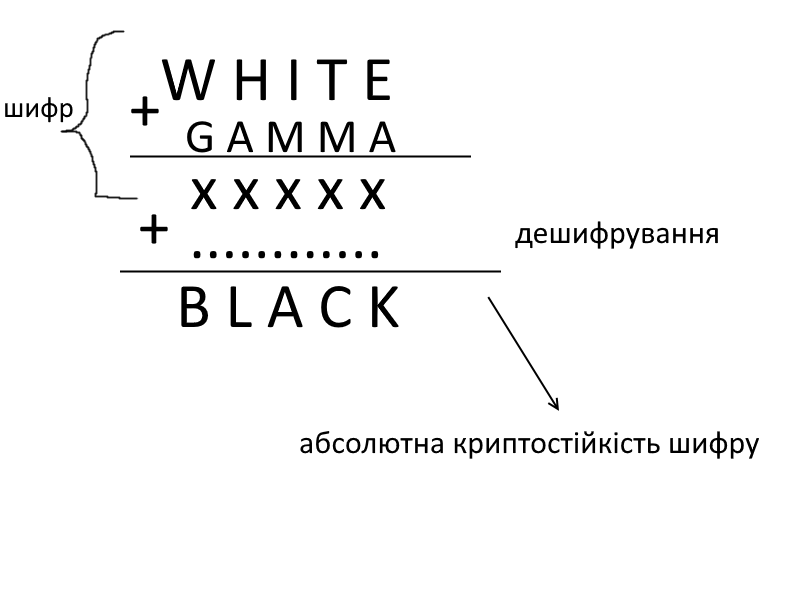 W H I T E
шифр
+
G A M M A
x x x x x
+
............
дешифрування
B L A C K
абсолютна криптостійкість шифру